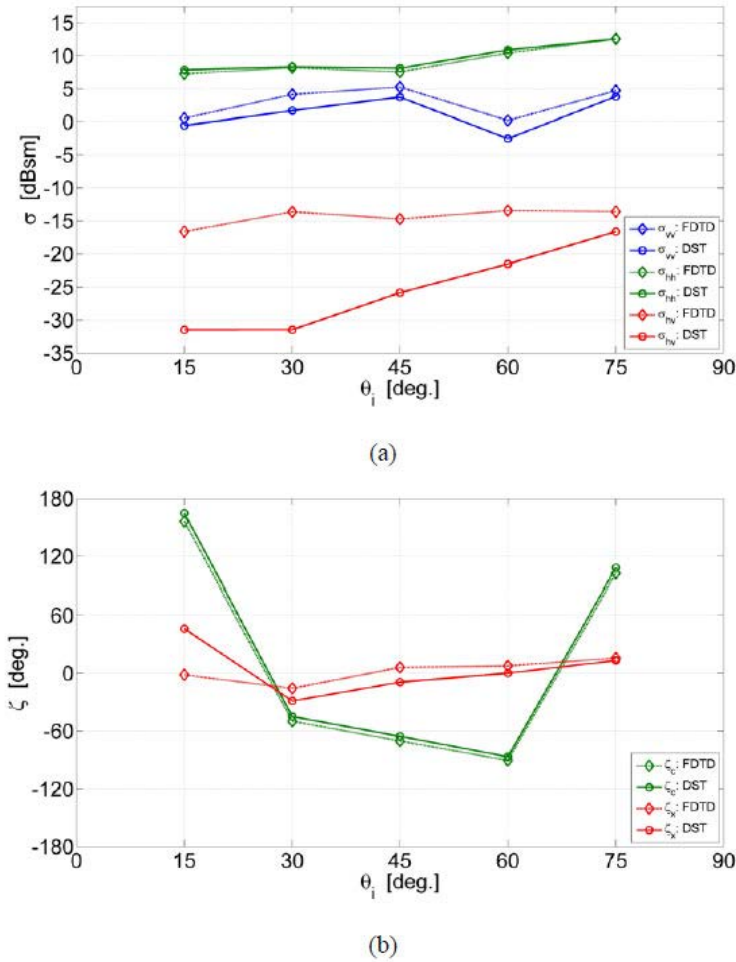 15
10
5
0
-5
-10
-15
-20
-25
-30
-35
σ [dBsm]
σvv: FDTD
σvv: DST
σhh: FDTD
σhh: DST
σhv: FDTD
σhv: DST
0 15 30 45 60 75 90
θi [deg.]
(a)
180
120
60
0
-60
-120
-180
ζ [deg.]
ζc: FDTD
ζc: DST
ζx: FDTD
ζx: DST
0 15 30 45 60 75 90
θi [deg.]
(b)